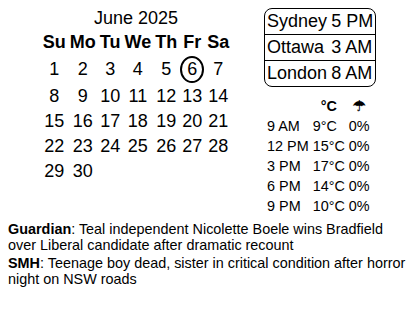 June 2025
Su Mo Tu We Th Fr Sa
1 2 3 4 5 6 7
8 9 10 11 12 13 14
15 16 17 18 19 20 21
22 23 24 25 26 27 28
29 30
Sydney 5 PM
Ottawa 3 AM
London 8 AM
°C ☂
9 AM 9°C 0%
12 PM 15°C 0%
3 PM 17°C 0%
6 PM 14°C 0%
9 PM 10°C 0%
Guardian: Teal independent Nicolette Boele wins Bradfield
over Liberal candidate after dramatic recount
SMH: Teenage boy dead, sister in critical condition after horror
night on NSW roads